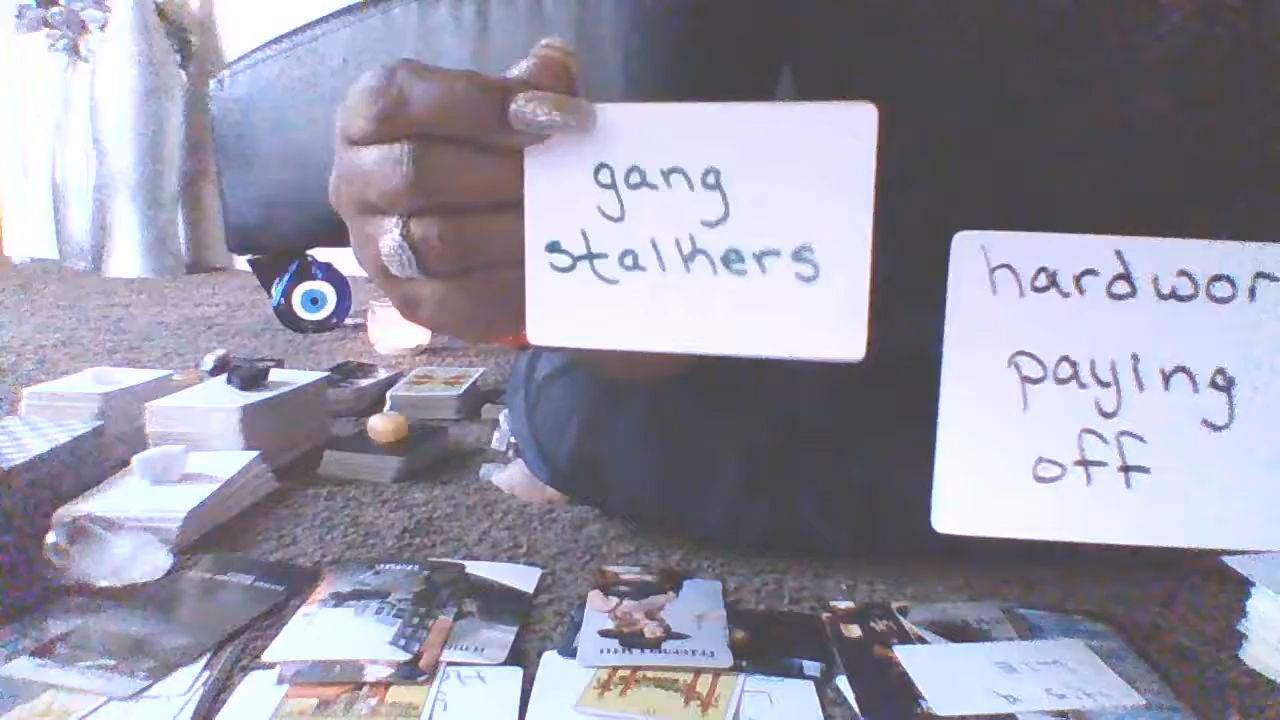 gang
stalkers
hardwor
paying
off